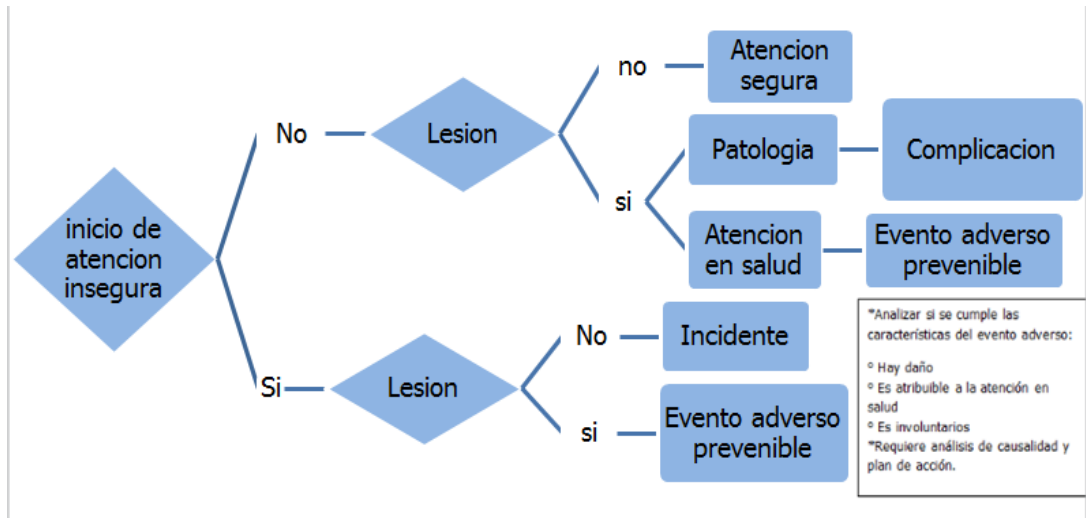 no
Atencion
segura
No
Lesion
Patologia
Complicacion
si
inicio de
atencion
insegura
Atencion
en salud
Evento adverso
prevenible
Si
Lesion
No
Incidente
si
Evento adverso
prevenible
*Analizar si se cumple las
características del evento adverso:
° Hay daño
° Es atribuible a la atención en
salud
° Es involuntarios
*Requiere análisis de causalidad y
plan de acción.